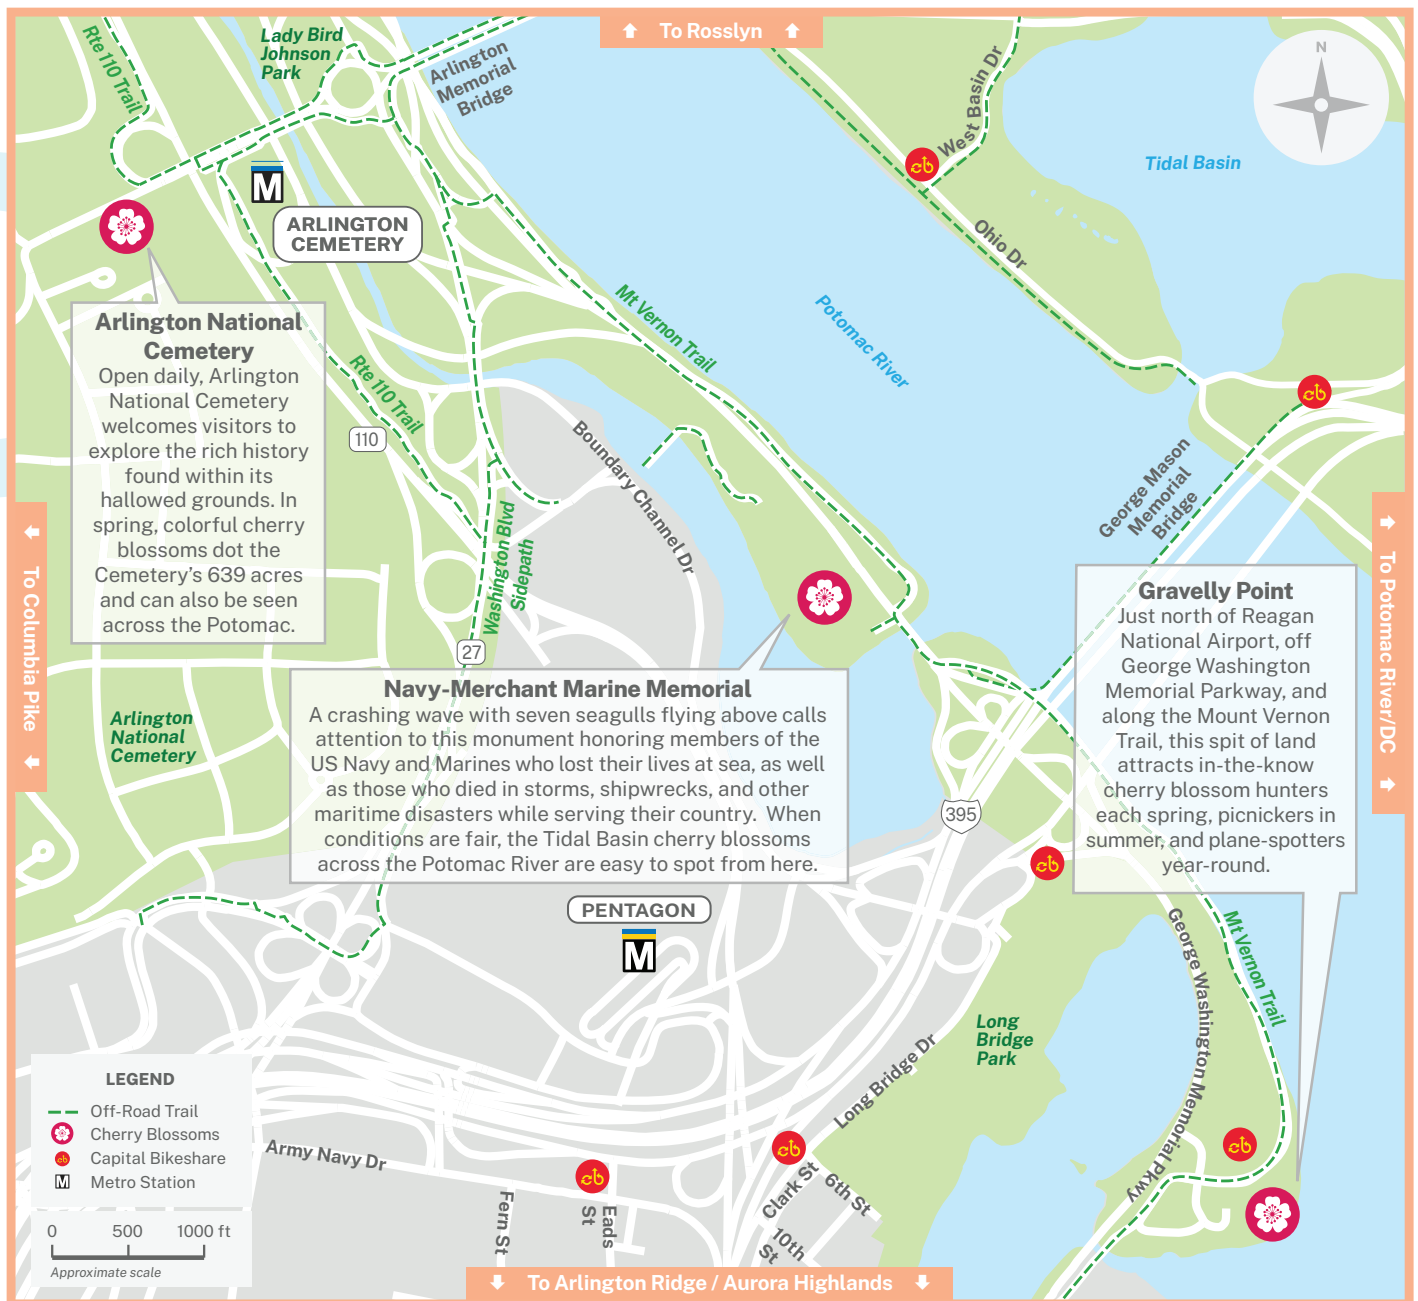 To Rosslyn
Lady Bird
Johnson
Park
Rte 110 Trail
Arlington
Memorial
Bridge
West Basin Dr
N
Tidal Basin
M
ARLINGTON
CEMETERY
Ohio Dr
Mt Vernon Trail
Potomac River
Arlington National
Cemetery
Open daily, Arlington
National Cemetery
welcomes visitors to
explore the rich history
found within its
hallowed grounds. In
spring, colorful cherry
blossoms dot the
Cemetery's 639 acres
and can also be seen
across the Potomac.
Rte 110 Trail
110
Boundary Channel Dr
George Mason
Memorial
Bridge
Washington Blvd
Sidepath
27
To Columbia Pike
To Potomac River/DC
Gravelly Point
Just north of Reagan
National Airport, off
George Washington
Memorial Parkway, and
along the Mount Vernon
Trail, this spit of land
attracts in-the-know
cherry blossom hunters
each spring, picnickers in
summer, and plane-spotters
year-round.
Navy-Merchant Marine Memorial
A crashing wave with seven seagulls flying above calls
attention to this monument honoring members of the
US Navy and Marines who lost their lives at sea, as well
as those who died in storms, shipwrecks, and other
maritime disasters while serving their country. When
conditions are fair, the Tidal Basin cherry blossoms
across the Potomac River are easy to spot from here.
Arlington
National
Cemetery
395
PENTAGON
M
George Washington Memorial Pkwy
Mt Vernon Trail
Long
Bridge
Park
Long Bridge Dr
LEGEND
Off-Road Trail
Cherry Blossoms
Capital Bikeshare
M Metro Station
0 500 1000 ft
Approximate scale
Army Navy Dr
Fern St
Eads
St
Clark St
6th St
10th
St
To Arlington Ridge / Aurora Highlands